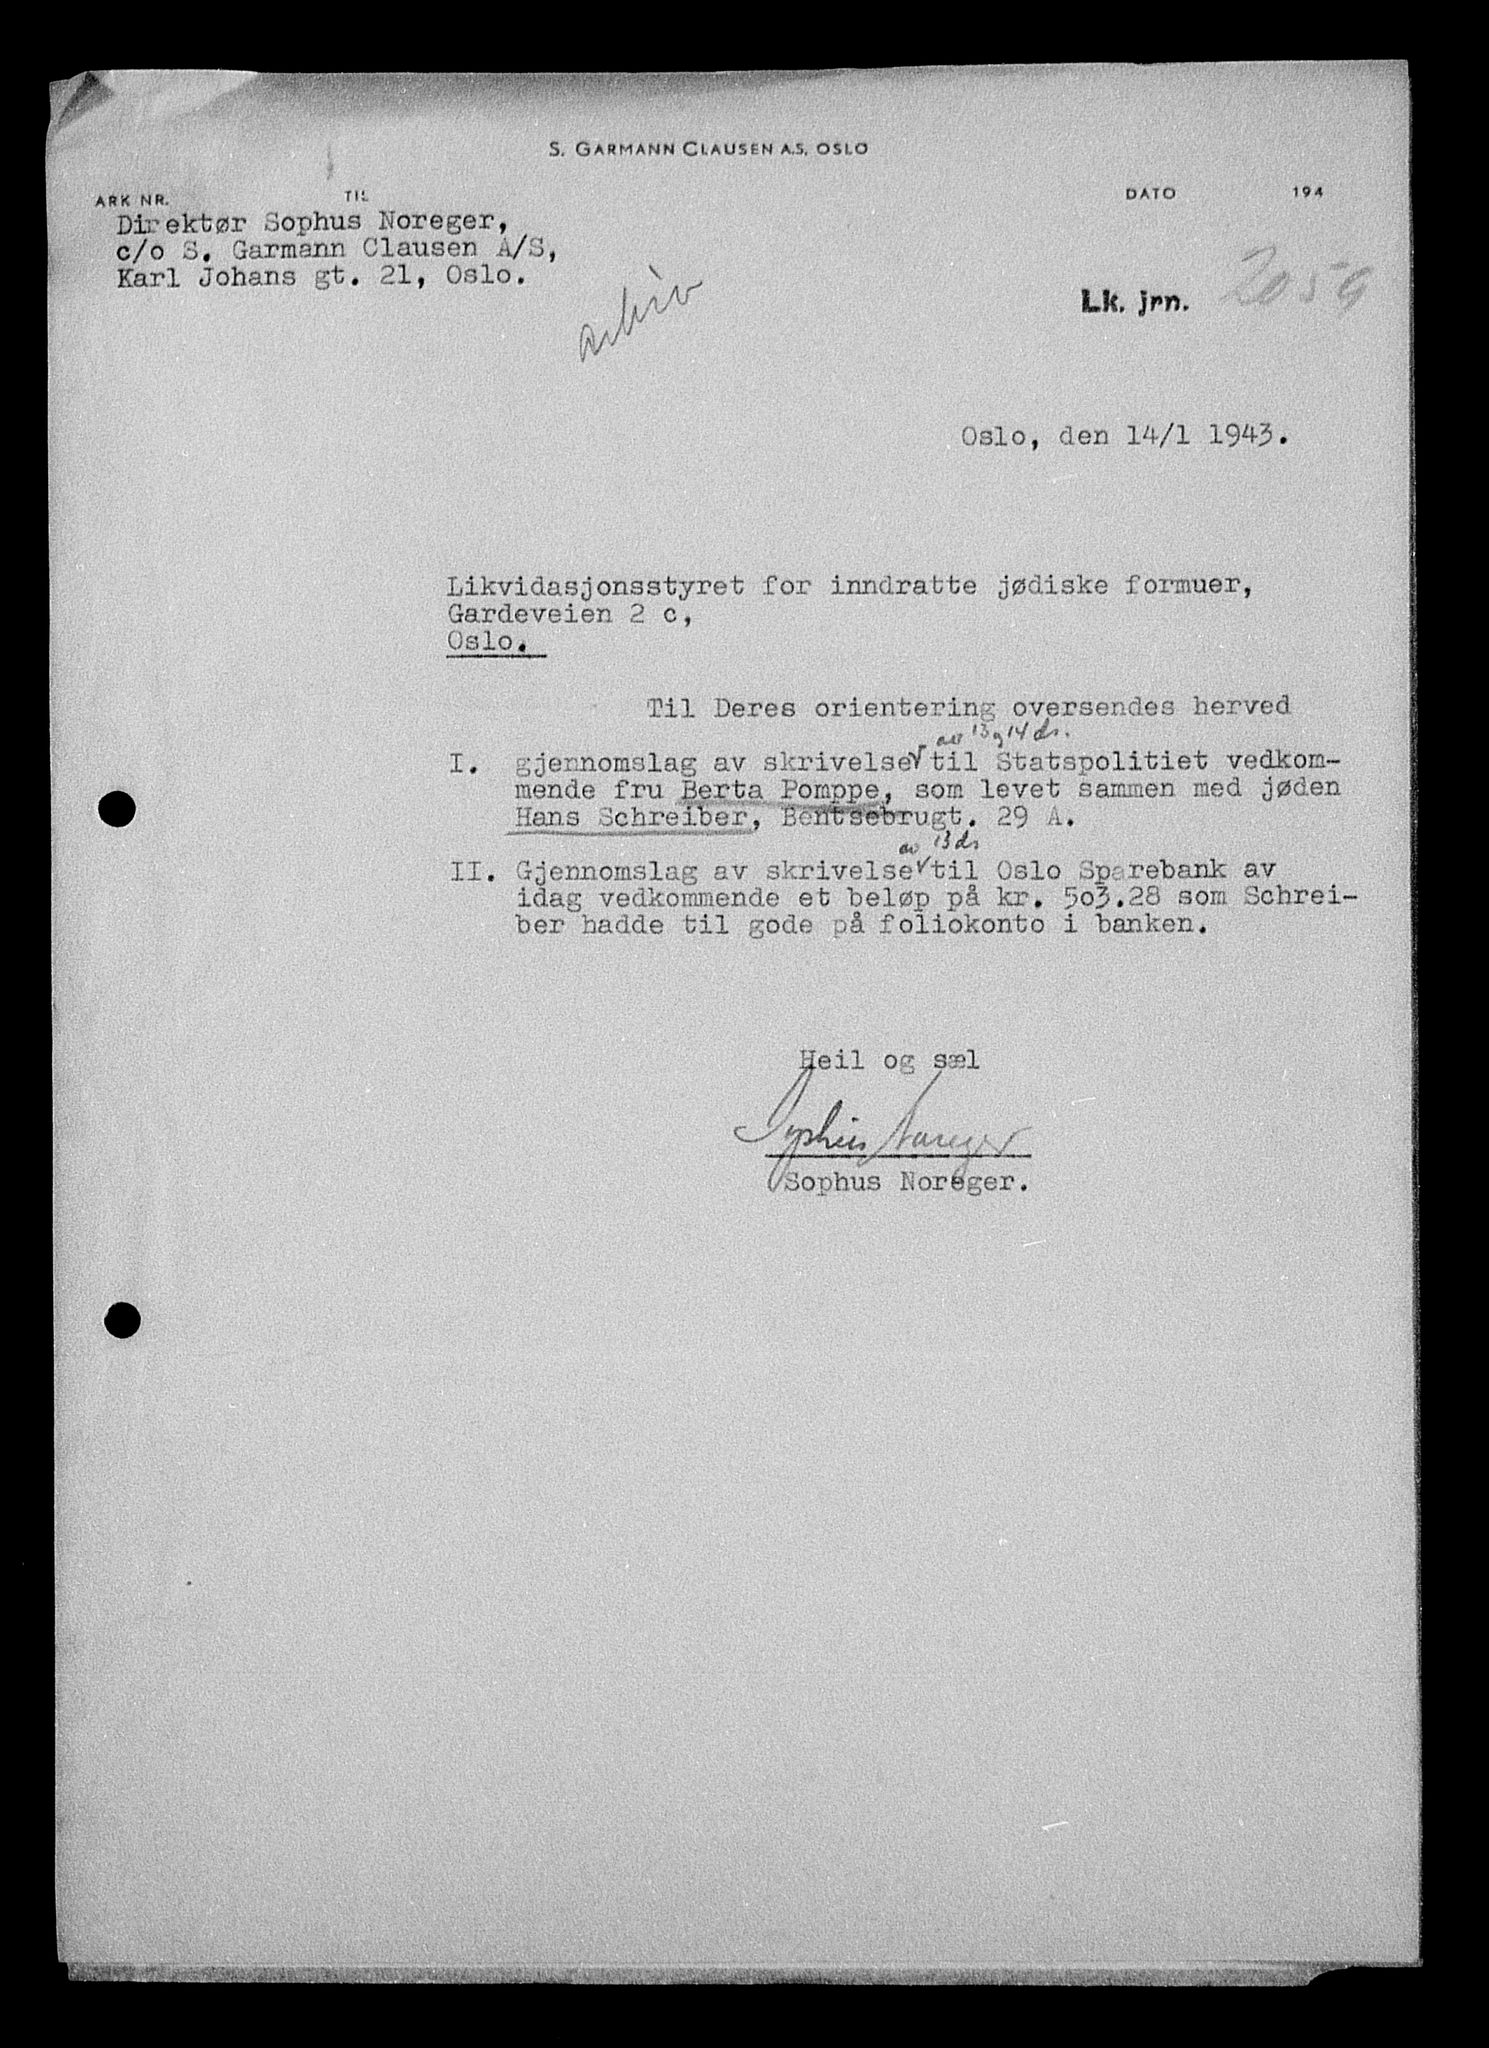 S. GARMANN CLAUSEN A.S. OSLO
ARK NR. TIL DATO 194
Direktør Sophus Noreger,
c/o S. Garmann Clausen A/S,
Karl Johans gt. 21, Oslo.
arkiv
Lk. jrn. 2059
Oslo, den 14/1 1943.
Likvidasjonsstyret for inndratte jødiske formuer,
Gardeveien 2 c,
Oslo.
Til Deres orientering oversendes herved
av 13 og 14 ds.
I. gjennomslag av skrivelse til Statspolitiet vedkom-
mende fru Berta Pomppe, som levet sammen med jøden
Hans Schreiber, Bentsebrugt. 29 A.
av 13 ds
II. Gjennomslag av skrivelse til Oslo Sparebank av
idag vedkommende et beløp på kr. 503.28 som Schrei-
ber hadde til gode på foliokonto i banken.
Heil og sæl
Sophus Noreger
Sophus Noreger.